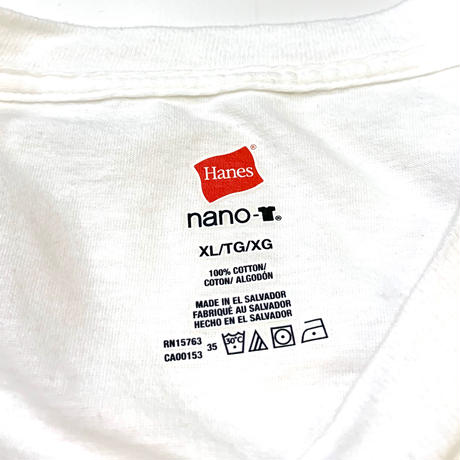 Hanes®
nano-®
XL/TG/XG
100% COTTON/
COTON/ ALGODÓN
MADE IN EL SALVADOR
FABRIQUÉ AU SALVADOR
HECHO EN EL SALVADOR
RN15763
CA00153 35 30°C